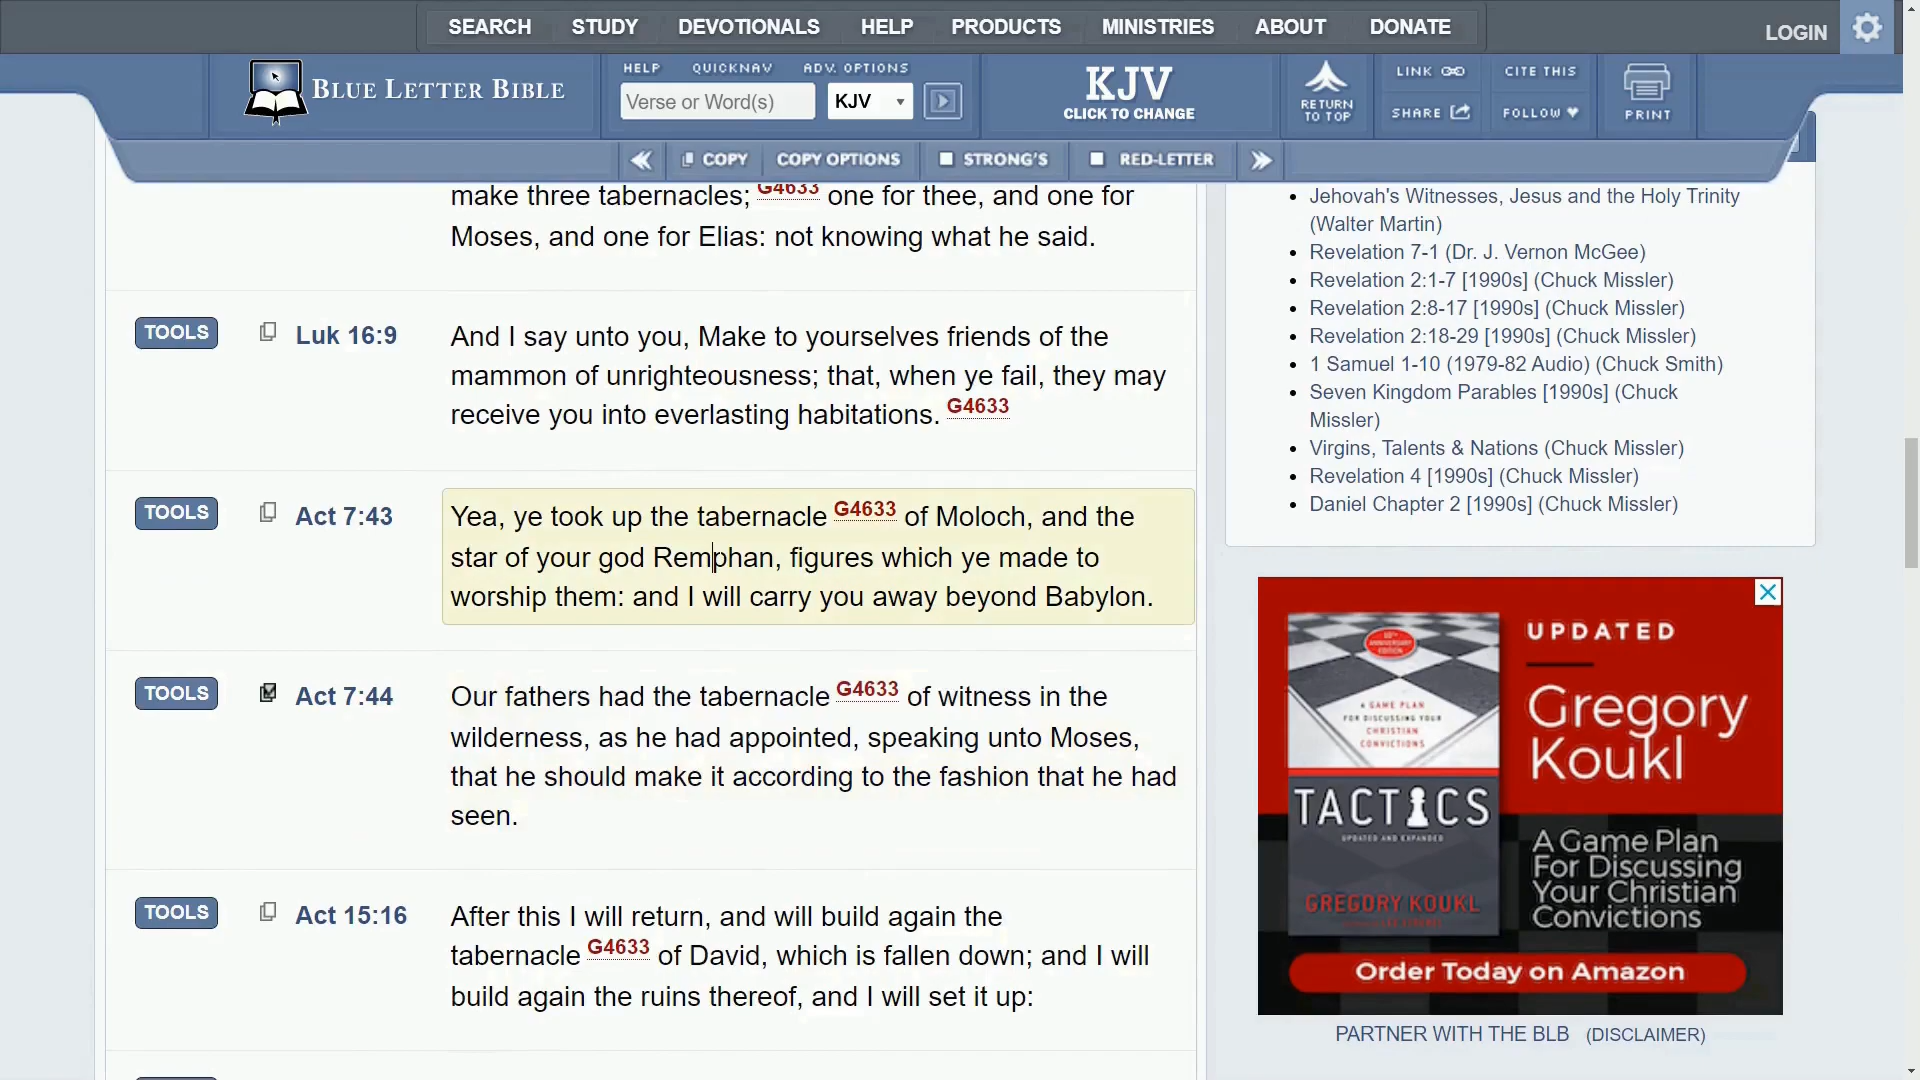 SEARCH STUDY DEVOTIONALS HELP PRODUCTS MINISTRIES ABOUT DONATE
LOGIN
BLUE LETTER BIBLE
HELP QUICKNAV ADV. OPTIONS
Verse or Word(s) KJV
KJV
CLICK TO CHANGE
RETURN
TO TOP
LINK CITE THIS
SHARE FOLLOW
PRINT
COPY COPY OPTIONS STRONG'S RED-LETTER
make three tabernacles; G4633 one for thee, and one for
Moses, and one for Elias: not knowing what he said.
TOOLS Luk 16:9
And I say unto you, Make to yourselves friends of the
mammon of unrighteousness; that, when ye fail, they may
receive you into everlasting habitations. G4633
TOOLS Act 7:43
Yea, ye took up the tabernacle G4633 of Moloch, and the
star of your god Remphan, figures which ye made to
worship them: and I will carry you away beyond Babylon.
TOOLS Act 7:44
Our fathers had the tabernacle G4633 of witness in the
wilderness, as he had appointed, speaking unto Moses,
that he should make it according to the fashion that he had
seen.
TOOLS Act 15:16
After this I will return, and will build again the
tabernacle G4633 of David, which is fallen down; and I will
build again the ruins thereof, and I will set it up:
Jehovah's Witnesses, Jesus and the Holy Trinity
(Walter Martin)
Revelation 7-1 (Dr. J. Vernon McGee)
Revelation 2:1-7 [1990s] (Chuck Missler)
Revelation 2:8-17 [1990s] (Chuck Missler)
Revelation 2:18-29 [1990s] (Chuck Missler)
1 Samuel 1-10 (1979-82 Audio) (Chuck Smith)
Seven Kingdom Parables [1990s] (Chuck
Missler)
Virgins, Talents & Nations (Chuck Missler)
Revelation 4 [1990s] (Chuck Missler)
Daniel Chapter 2 [1990s] (Chuck Missler)
A GAME PLAN
FOR DISCUSSING YOUR
CHRISTIAN
CONVICTIONS
TACTICS
UPDATED AND EXPANDED
GREGORY KOUKL
UPDATED
Gregory
Koukl
A Game Plan
For Discussing
Your Christian
Convictions
Order Today on Amazon
PARTNER WITH THE BLB (DISCLAIMER)